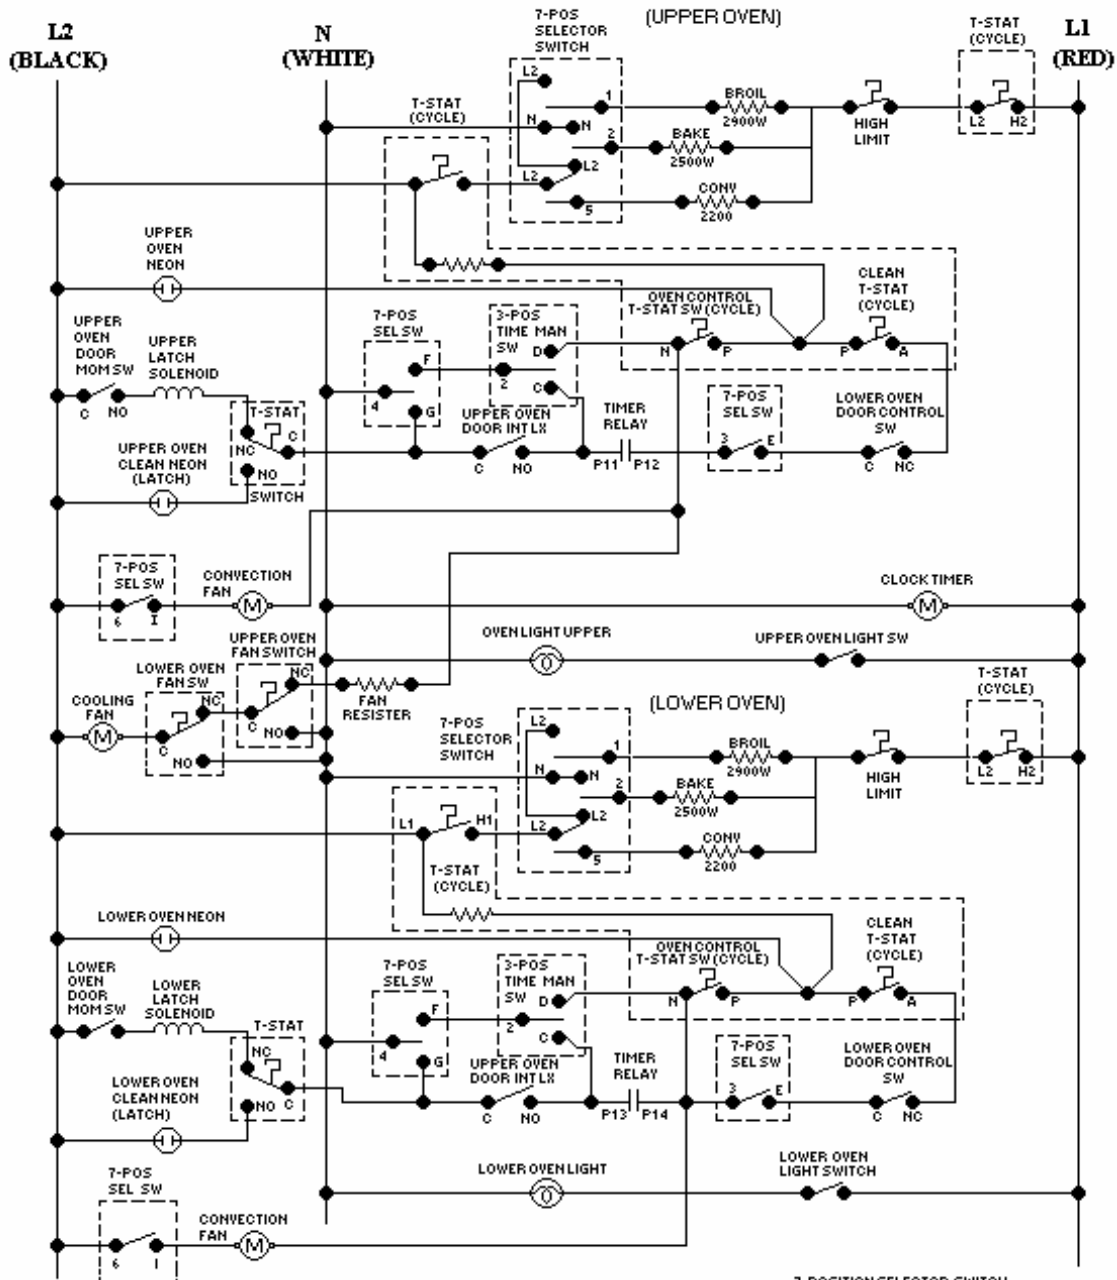 L2
(BLACK)
N
(WHITE)
7-POS
SELECTOR
SWITCH
(UPPER OVEN)
T-STAT
(CYCLE)
L1
(RED)
L2
1
BROIL
2900W
T-STAT
(CYCLE)
N
N
2
BAKE
2500W
HIGH
LIMIT
L2
H2
L2
L2
5
CONV
2200
UPPER
OVEN
NEON
CLEAN
T-STAT
(CYCLE)
OVEN CONTROL
T-STAT SW (CYCLE)
UPPER
OVEN
DOOR
MOM SW
UPPER
LATCH
SOLENOID
7-POS
SEL SW
3-POS
TIME MAN
SW
D
N
P
P
A
F
2
C
4
G
C
NO
T-STAT
C
NC
NO
SWITCH
UPPER OVEN
DOOR INT LX
TIMER
RELAY
7-POS
SEL SW
LOWER OVEN
DOOR CONTROL
SW
UPPER OVEN
CLEAN NEON
(LATCH)
C
NO
P11
P12
3
E
C
NC
7-POS
SEL SW
CONVECTION
FAN
M
6
I
CLOCK TIMER
M
UPPER OVEN
FAN SWITCH
OVEN LIGHT UPPER
UPPER OVEN LIGHT SW
LOWER OVEN
FAN SW
NC
C
NO
FAN
RESISTER
COOLING
FAN
M
NC
C
NO
7-POS
SELECTOR
SWITCH
(LOWER OVEN)
T-STAT
(CYCLE)
L2
1
BROIL
2900W
N
N
2
BAKE
2500W
HIGH
LIMIT
L2
H2
L1
H1
L2
L2
5
CONV
2200
T-STAT
(CYCLE)
LOWER OVEN NEON
CLEAN
T-STAT
(CYCLE)
OVEN CONTROL
T-STAT SW (CYCLE)
LOWER
OVEN
DOOR
MOM SW
LOWER
LATCH
SOLENOID
7-POS
SEL SW
3-POS
TIME MAN
SW
D
N
P
P
A
F
2
C
4
G
T-STAT
NC
NO
C
UPPER OVEN
DOOR INT LX
TIMER
RELAY
7-POS
SEL SW
LOWER OVEN
DOOR CONTROL
SW
LOWER OVEN
CLEAN NEON
(LATCH)
C
NO
P13
P14
3
E
C
NC
LOWER OVEN LIGHT
LOWER OVEN
LIGHT SWITCH
7-POS
SEL SW
CONVECTION
FAN
M
6
I
7-POSITION SELECTOR SWITCH